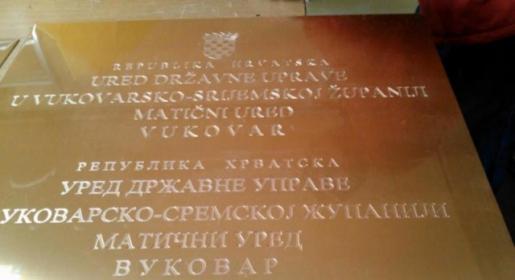 REPUBLIKA HRVATSKA
URED DRŽAVNE UPRAVE
U VUKOVARSKO-SRIJEMSKOJ ŽUPANIJI
MATIČNI URED
VUKOVAR
РЕПУБЛИКА ХРВАТСКА
УРЕД ДРЖАВНЕ УПРАВЕ
УКОВАРСКО-СРЕМСКОЈ ЖУПАНИЈИ
МАТИЧНИ УРЕД
ВУКОВАР